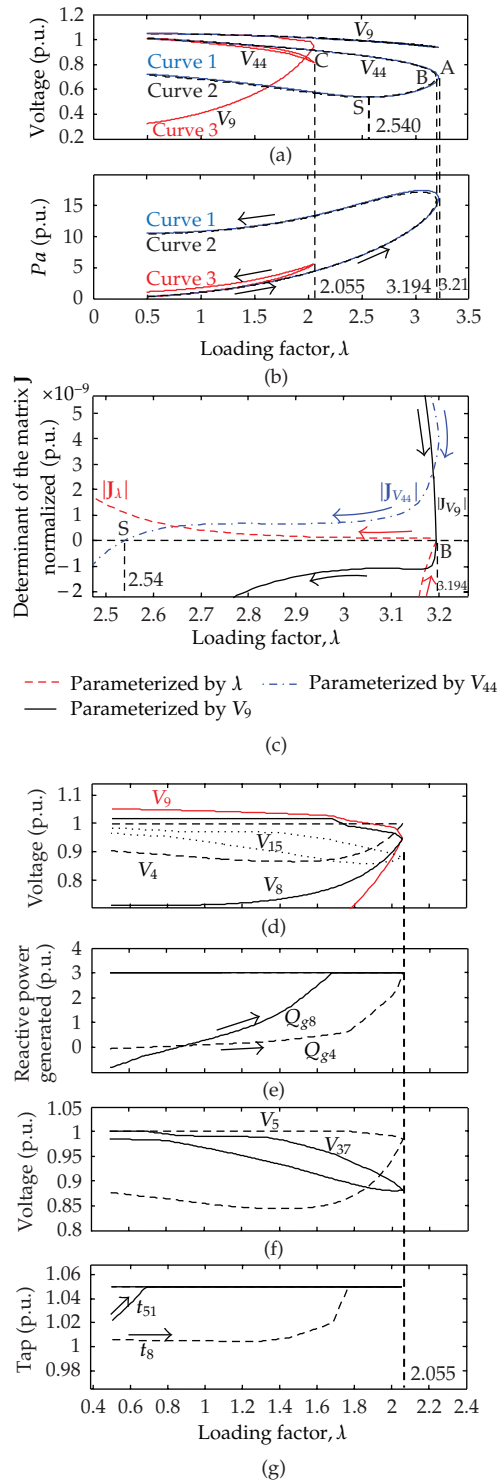 1.2
1
0.8
0.6
0.4
0.2
Voltage (p.u.)
V9
V44
C
V44
A
B
Curve 1
Curve 2
S
V9
Curve 3
2.540
(a)
15
10
5
0
Pa (p.u.)
Curve 1
Curve 2
Curve 3
2.055
3.194
3.21
0 0.5 1 1.5 2 2.5 3 3.5
Loading factor, λ
(b)
×10−9
5
4
3
2
1
0
−1
−2
Determinant of the matrix J
normalized (p.u.)
|Jλ|
|JV44|
|JV9|
S
B
2.54
3.194
2.5 2.6 2.7 2.8 2.9 3 3.1 3.2
Loading factor, λ
Parameterized by λ
Parameterized by V44
Parameterized by V9
(c)
1.1
1
0.9
0.8
Voltage (p.u.)
V9
V15
V4
V8
(d)
3
2
3
1
0
Reactive power
generated (p.u.)
Qg8
Qg4
(e)
1.05
1
0.95
0.9
0.85
0.8
Voltage (p.u.)
V5
V37
(f)
1.06
1.04
1.02
1
0.98
Tap (p.u.)
t51
t8
2.055
0.4 0.6 0.8 1 1.2 1.4 1.6 1.8 2 2.2 2.4
Loading factor, λ
(g)